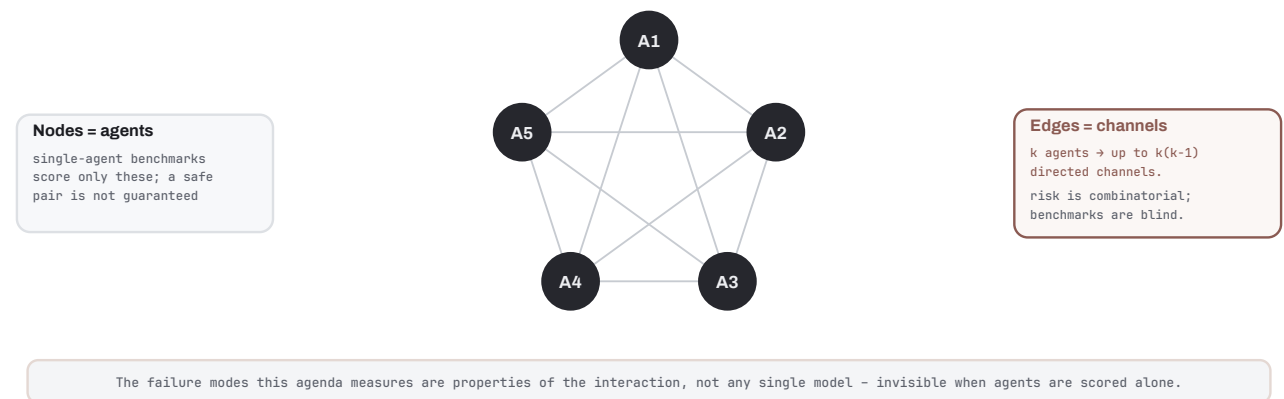 A1
A5
A2
A4
A3
Nodes = agents
single-agent benchmarks
score only these; a safe
pair is not guaranteed
Edges = channels
k agents → up to k(k-1)
directed channels.
risk is combinatorial;
benchmarks are blind.
The failure modes this agenda measures are properties of the interaction, not any single model – invisible when agents are scored alone.